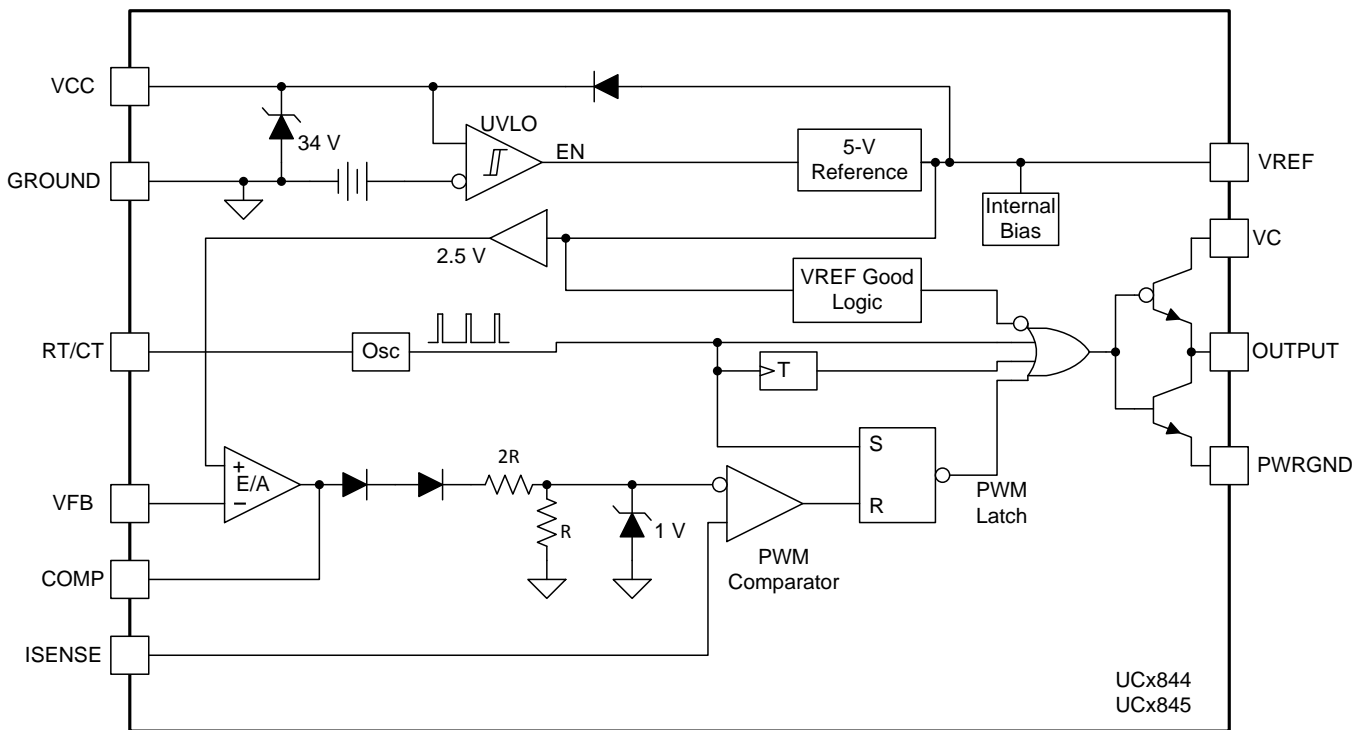 VCC
UVLO
34 V
EN
5-V
Reference
GROUND
VREF
Internal
Bias
VC
2.5 V
VREF Good
Logic
RT/CT
Osc
T
OUTPUT
2R
S
PWRGND
+
E/A
−
VFB
R
1 V
R
PWM
Latch
PWM
Comparator
COMP
ISENSE
UCx844
UCx845